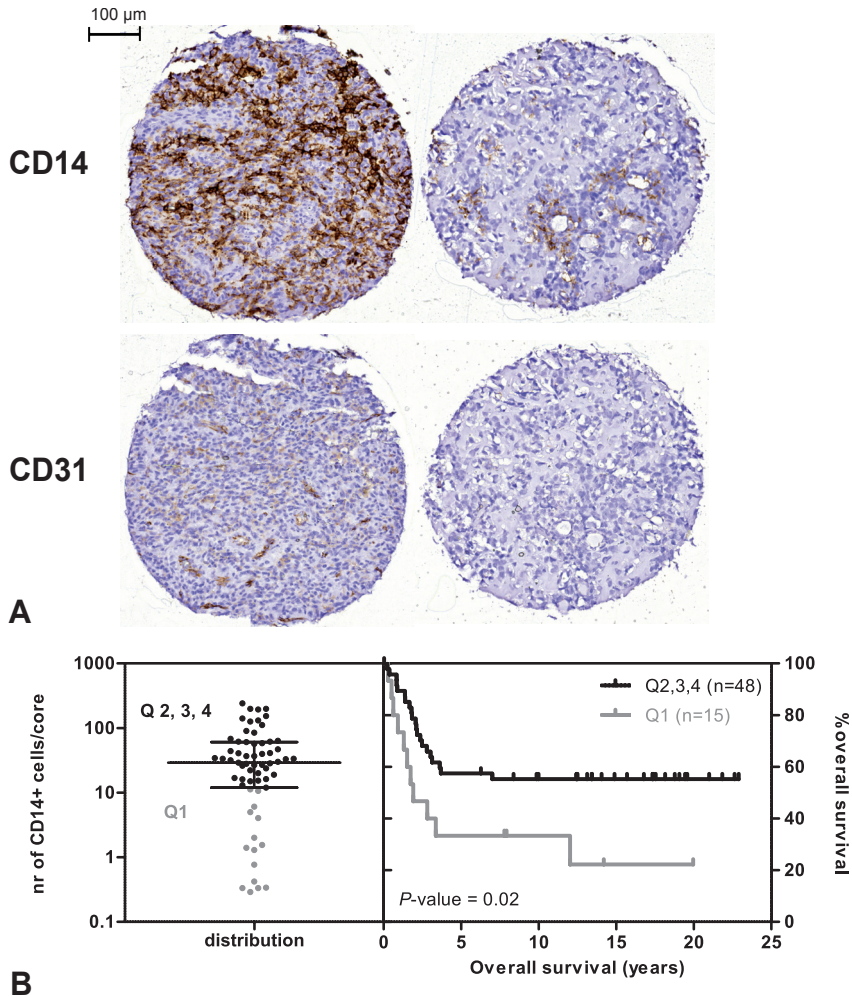 100 µm
CD14
CD31
A
1000
100
10
1
0.1
nr of CD14+ cells/core
Q 2, 3, 4
Q1
distribution
Q2,3,4 (n=48)
Q1 (n=15)
P-value = 0.02
100
80
60
40
20
0
%overall survival
0 5 10 15 20 25
Overall survival (years)
B